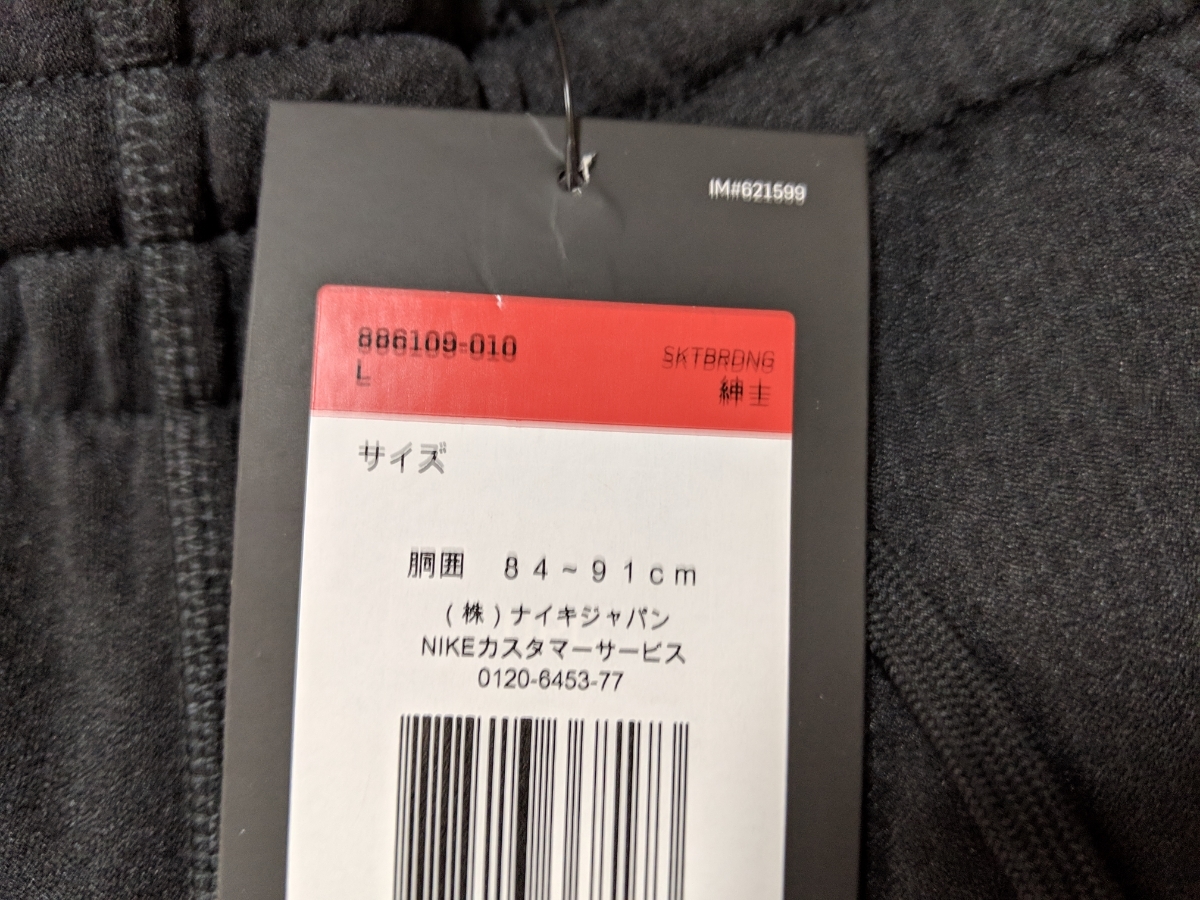 IM#621599
886109-010
SKTBRDNG
L
紳士
サイズ
胴囲 84~91cm
(株)ナイキジャパン
NIKEカスタマーサービス
0120-6453-77